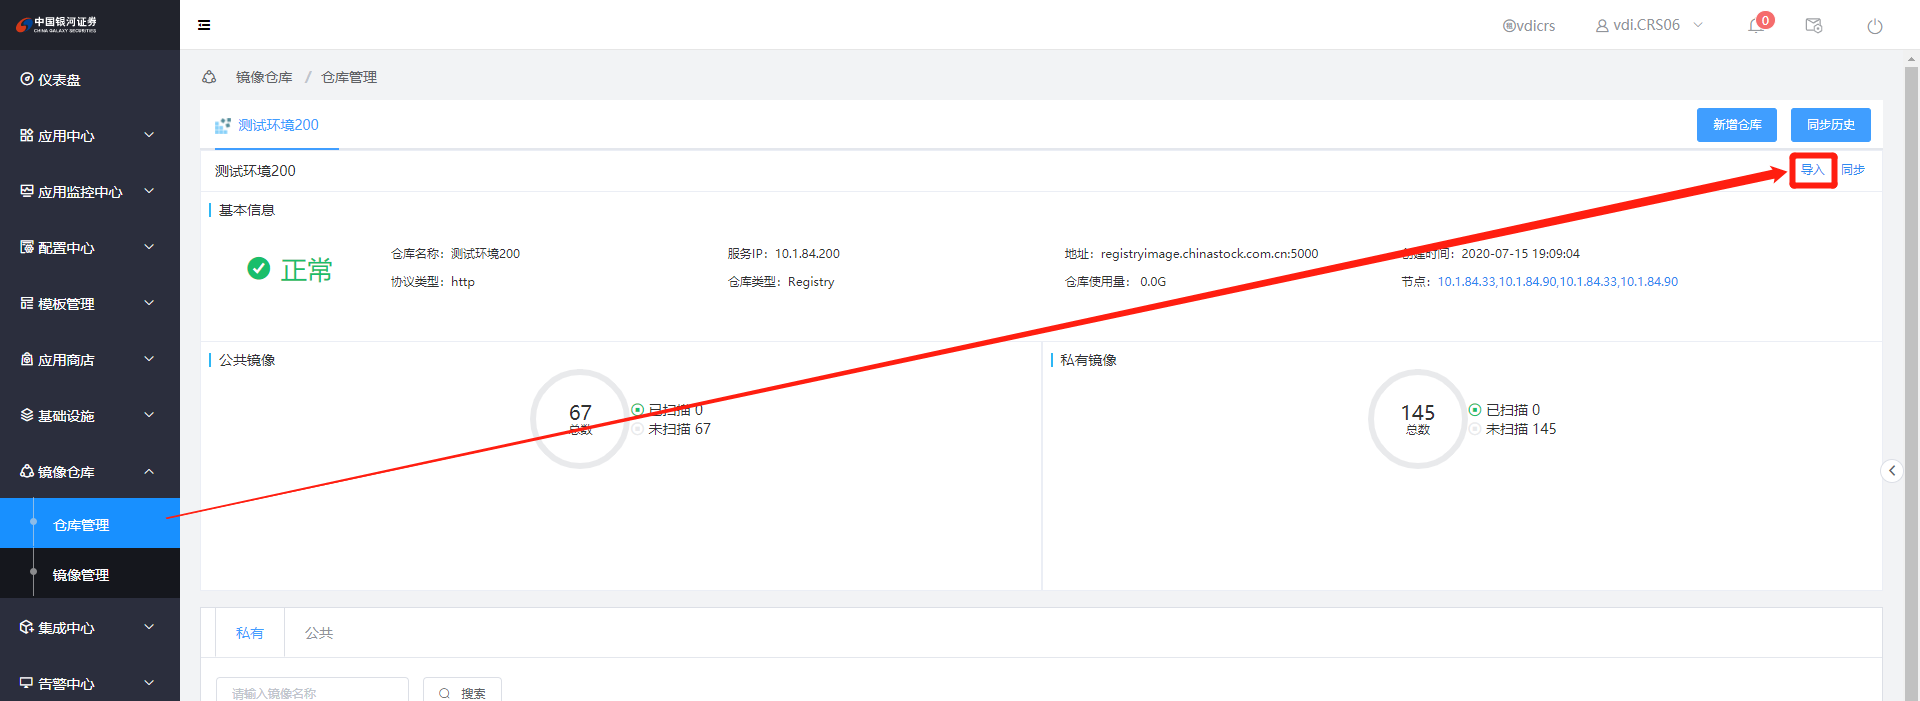 中国银河证券
CHINA GALAXY SECURITIES
vdicrs
vdi.CRS06
0
仪表盘
应用中心
应用监控中心
配置中心
模板管理
应用商店
基础设施
镜像仓库
仓库管理
镜像管理
集成中心
告警中心
镜像仓库 / 仓库管理
测试环境200
新增仓库
同步历史
测试环境200
导入
同步
基本信息
正常
仓库名称：测试环境200
服务IP：10.1.84.200
地址：registryimage.chinastock.com.cn:5000
创建时间：2020-07-15 19:09:04
协议类型：http
仓库类型：Registry
仓库使用量：0.0G
节点：10.1.84.33,10.1.84.90,10.1.84.33,10.1.84.90
公共镜像
67
总数
已扫描 0
未扫描 67
私有镜像
145
总数
已扫描 0
未扫描 145
私有
公共
请输入镜像名称
搜索